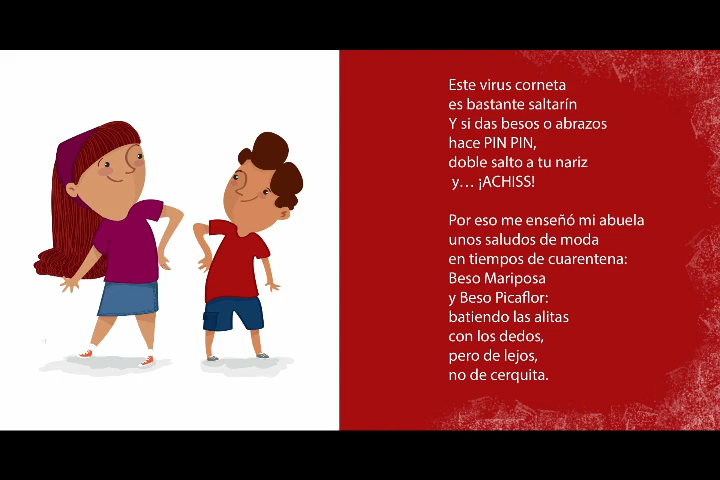 Este virus corneta
es bastante saltarín
Y si das besos o abrazos
hace PIN PIN,
doble salto a tu nariz
y… ¡ACHISS!
Por eso me enseñó mi abuela
unos saludos de moda
en tiempos de cuarentena:
Beso Mariposa
y Beso Picaflor:
batiendo las alitas
con los dedos,
pero de lejos,
no de cerquita.